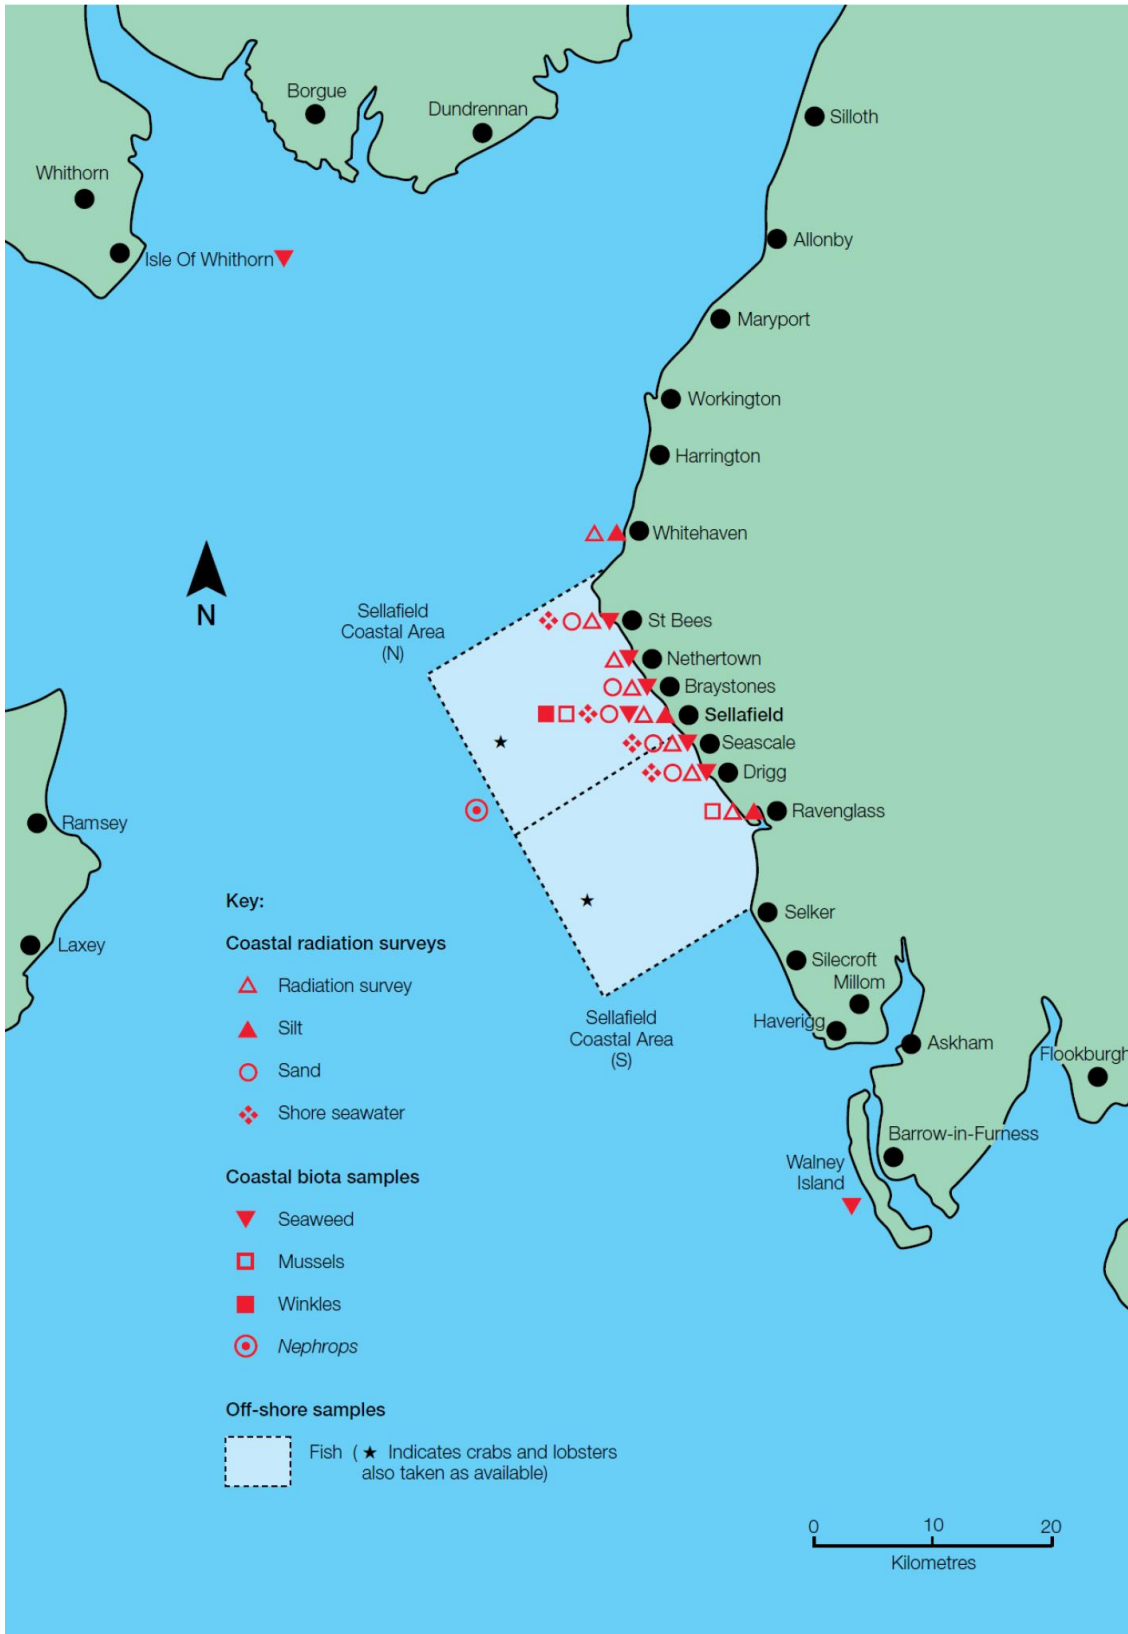 Borgue
Dundrennan
Silloth
Whithorn
Isle Of Whithorn
Allonby
Maryport
Workington
Harrington
Whitehaven
N
Sellafield
Coastal Area
(N)
St Bees
Nethertown
Braystones
Sellafield
Seascale
Drigg
Ravenglass
Ramsey
Laxey
Selker
Silecroft
Millom
Haverigg
Askham
Flookburgh
Sellafield
Coastal Area
(S)
Barrow-in-Furness
Walney
Island
Key:
Coastal radiation surveys
Radiation survey
Silt
Sand
Shore seawater
Coastal biota samples
Seaweed
Mussels
Winkles
Nephrops
Off-shore samples
Fish ( ★ Indicates crabs and lobsters
also taken as available)
0 10 20
Kilometres